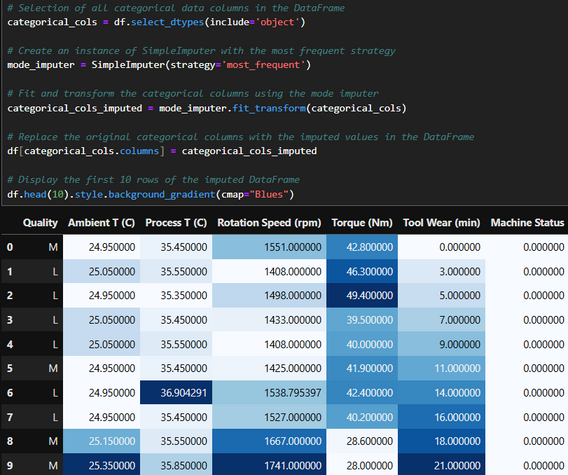 # Selection of all categorical data columns in the DataFrame
categorical_cols = df.select_dtypes(include='object')
# Create an instance of SimpleImputer with the most frequent strategy
mode_imputer = SimpleImputer(strategy='most_frequent')
# Fit and transform the categorical columns using the mode imputer
categorical_cols_imputed = mode_imputer.fit_transform(categorical_cols)
# Replace the original categorical columns with the imputed values in the DataFrame
df[categorical_cols.columns] = categorical_cols_imputed
# Display the first 10 rows of the imputed DataFrame
df.head(10).style.background_gradient(cmap="Blues")
Quality Ambient T (C) Process T (C) Rotation Speed (rpm) Torque (Nm) Tool Wear (min) Machine Status
0 M 24.950000 35.450000 1551.000000 42.800000 0.000000 0.000000
1 L 25.050000 35.550000 1408.000000 46.300000 3.000000 0.000000
2 L 24.950000 35.350000 1498.000000 49.400000 5.000000 0.000000
3 L 25.050000 35.450000 1433.000000 39.500000 7.000000 0.000000
4 L 25.050000 35.550000 1408.000000 40.000000 9.000000 0.000000
5 M 24.950000 35.450000 1425.000000 41.900000 11.000000 0.000000
6 L 24.950000 36.904291 1538.795397 42.400000 14.000000 0.000000
7 L 24.950000 35.450000 1527.000000 40.200000 16.000000 0.000000
8 M 25.150000 35.550000 1667.000000 28.600000 18.000000 0.000000
9 M 25.350000 35.850000 1741.000000 28.000000 21.000000 0.000000